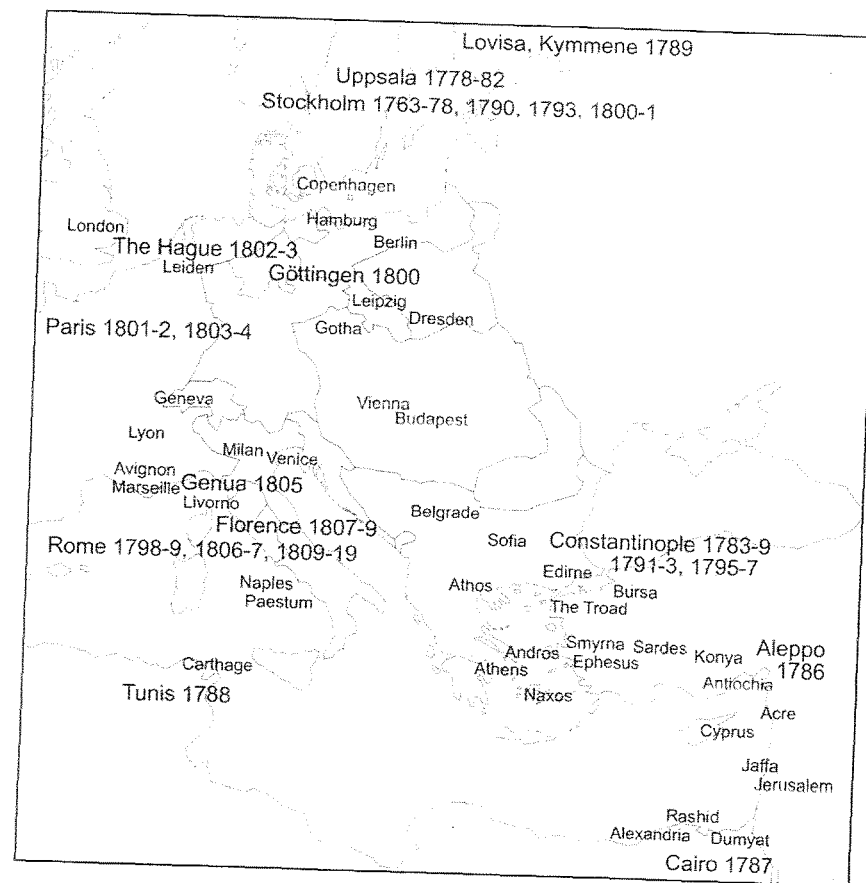 Lovisa, Kymmene 1789
Uppsala 1778-82
Stockholm 1763-78, 1790, 1793, 1800-1
Copenhagen
Hamburg
London
Berlin
The Hague 1802-3
Leiden
Göttingen 1800
Leipzig
Dresden
Gotha
Paris 1801-2, 1803-4
Geneva
Vienna
Budapest
Lyon
Milan
Venice
Avignon
Marseille
Genua 1805
Livorno
Belgrade
Florence 1807-9
Sofia
Constantinople 1783-9
1791-3, 1795-7
Rome 1798-9, 1806-7, 1809-19
Edirne
Naples
Athos
Bursa
Paestum
The Troad
Smyrna
Sardes
Aleppo
1786
Andros
Ephesus
Konya
Carthage
Athens
Antiochia
Tunis 1788
Naxos
Acre
Cyprus
Jaffa
Jerusalem
Rashid
Alexandria
Dumyat
Cairo 1787